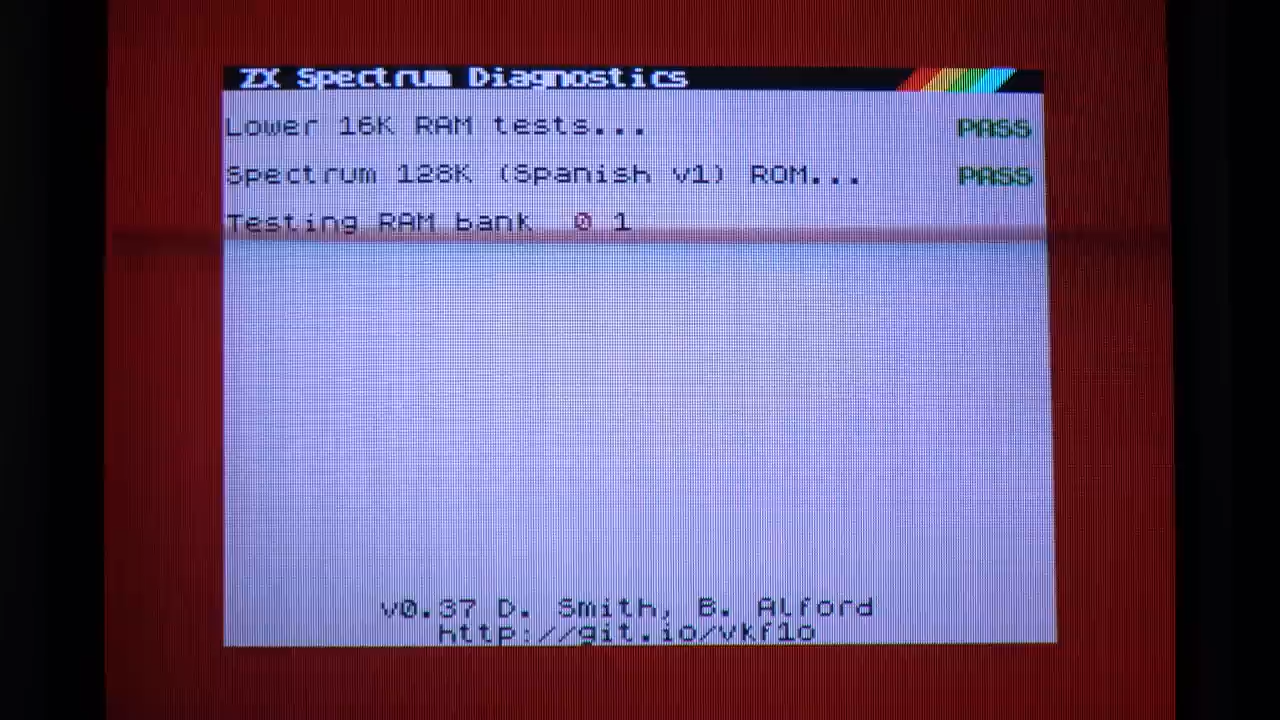 ZX Spectrum Diagnostics
Lower 16K RAM tests... PASS
Spectrum 128K (Spanish v1) ROM... PASS
Testing RAM bank 0 1
v0.37 D. Smith, B. Alford
http://git.io/vkf1o